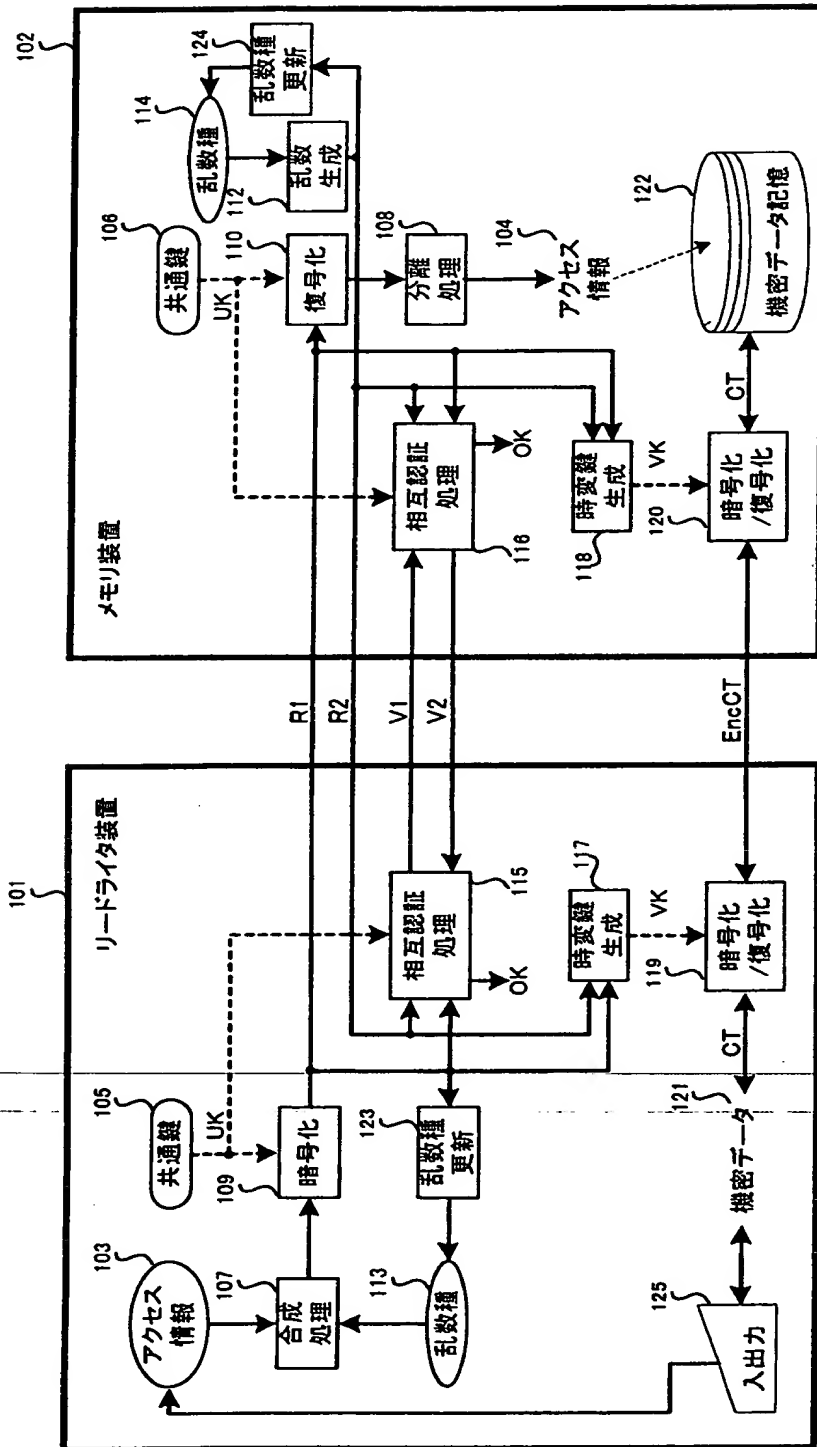 101
リードライタ装置
103
アクセス
情報
105
共通鍵
UK
107
合成
処理
109
暗号化
113
乱数種
123
乱数種
更新
115
相互認証
処理
OK
117
時変鍵
生成
VK
119
暗号化
/復号化
CT
121
機密データ
125
入出力
R1
R2
V1
V2
EncCT
102
メモリ装置
106
共通鍵
UK
110
復号化
108
分離
処理
104
アクセス
情報
112
乱数
生成
114
乱数種
124
乱数種
更新
116
相互認証
処理
OK
118
時変鍵
生成
VK
120
暗号化
/復号化
CT
122
機密データ記憶